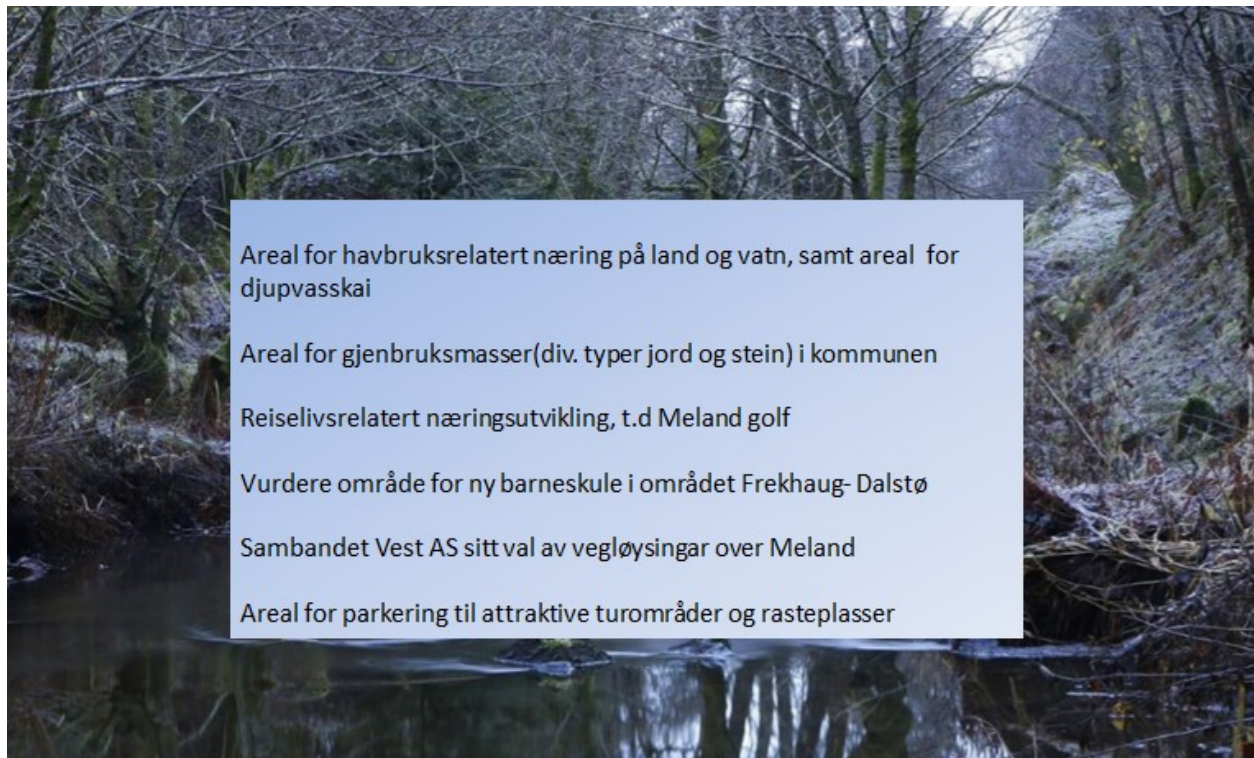 Areal for havbruksrelatert næring på land og vatn, samt areal  for
djupvasskai
Areal for gjenbruksmasser(div. typer jord og stein) i kommunen
Reiselivsrelatert næringsutvikling, t.d Meland golf
Vurdere område for ny barneskule i området Frekhaug- Dalstø
Sambandet Vest AS sitt val av vegløysingar over Meland
Areal for parkering til attraktive turområder og rasteplasser